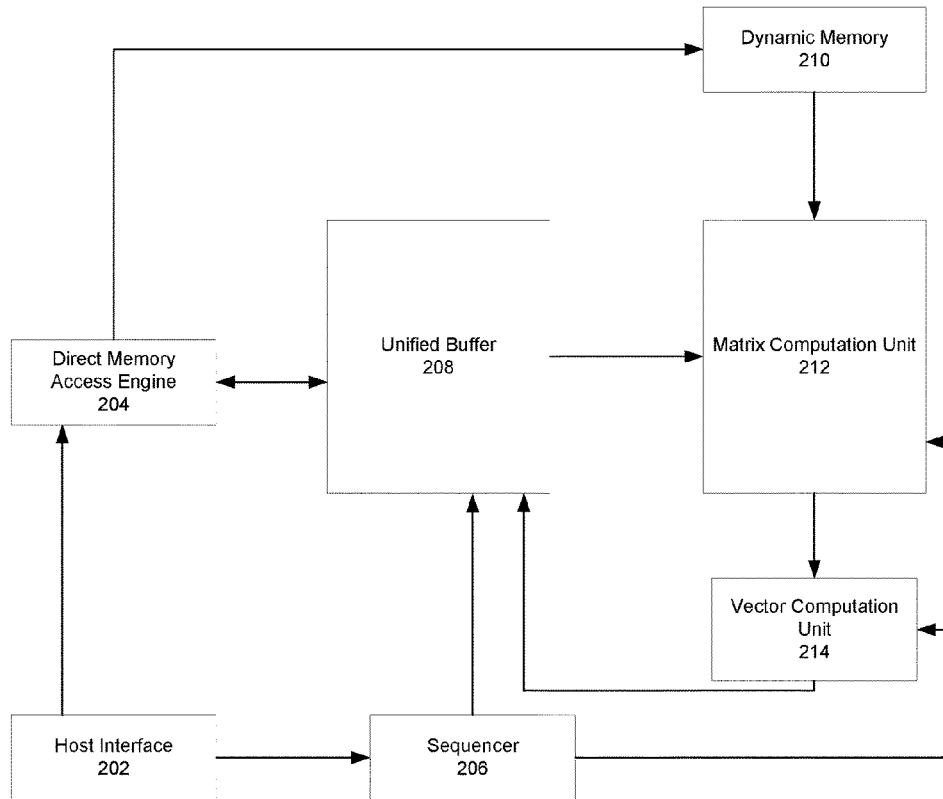 Dynamic Memory
210
Unified Buffer
208
Matrix Computation Unit
212
Direct Memory
Access Engine
204
Vector Computation
Unit
214
Host Interface
202
Sequencer
206